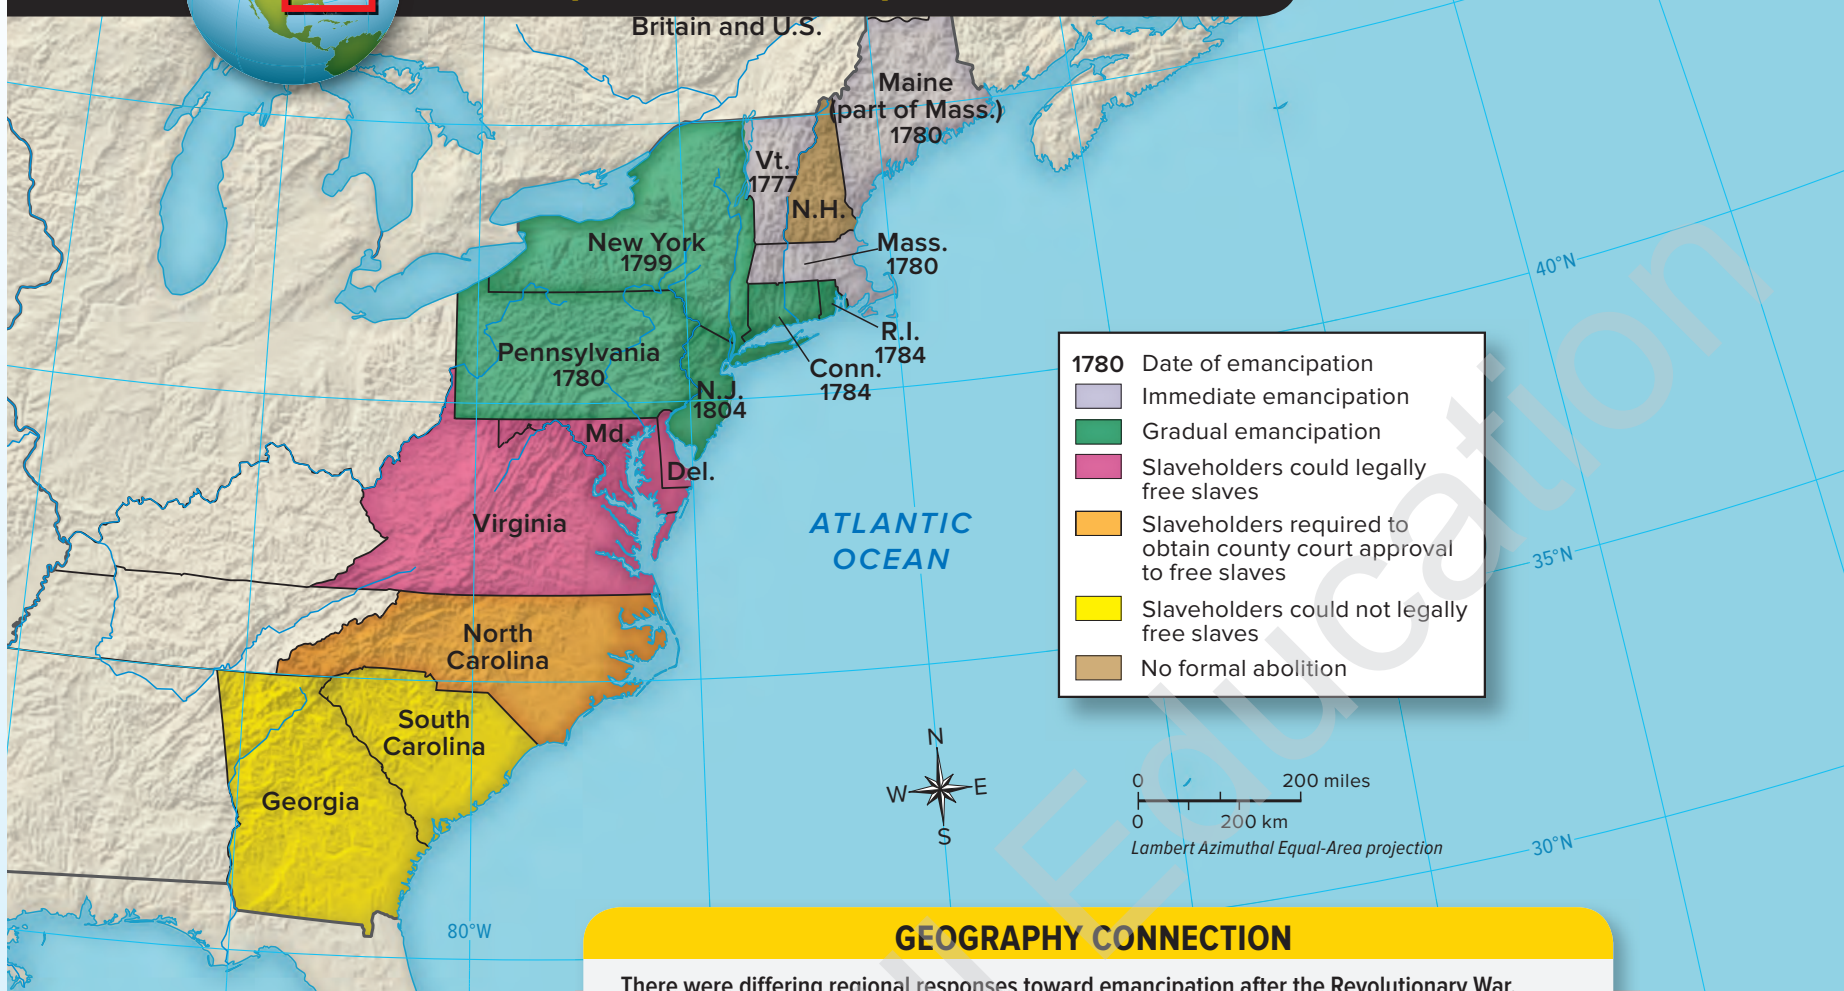 Britain and U.S.
Maine
(part of Mass.)
1780
Vt.
1777
N.H.
New York
1799
Mass.
1780
R.I.
1784
Conn.
1784
Pennsylvania
1780
N.J.
1804
Md.
Del.
Virginia
North
Carolina
South
Carolina
Georgia
ATLANTIC
OCEAN
40°N
35°N
30°N
80°W
1780 Date of emancipation
Immediate emancipation
Gradual emancipation
Slaveholders could legally
free slaves
Slaveholders required to
obtain county court approval
to free slaves
Slaveholders could not legally
free slaves
No formal abolition
N
W E
S
0 200 miles
0 200 km
Lambert Azimuthal Equal-Area projection
GEOGRAPHY CONNECTION
There were differing regional responses toward emancipation after the Revolutionary War.
Education